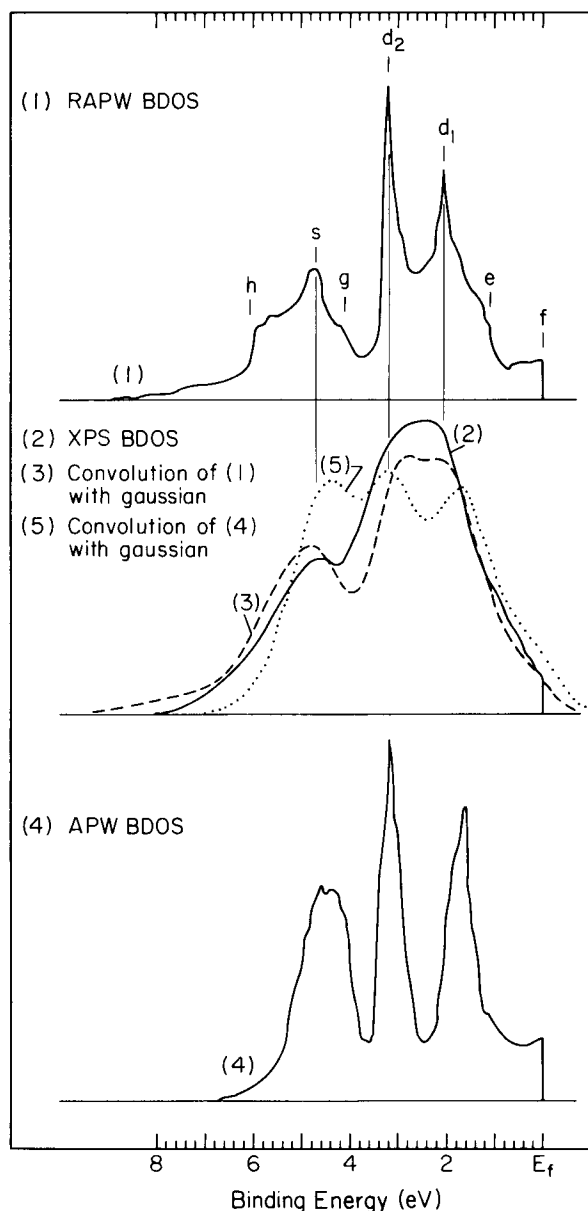 d₂
(1) RAPW BDOS
d₁
s
h
g
e
f
(1)
(2) XPS BDOS
(2)
(3) Convolution of (1)
with gaussian
(5)
(5) Convolution of (4)
with gaussian
(3)
(4) APW BDOS
(4)
8 6 4 2 E_f
Binding Energy (eV)